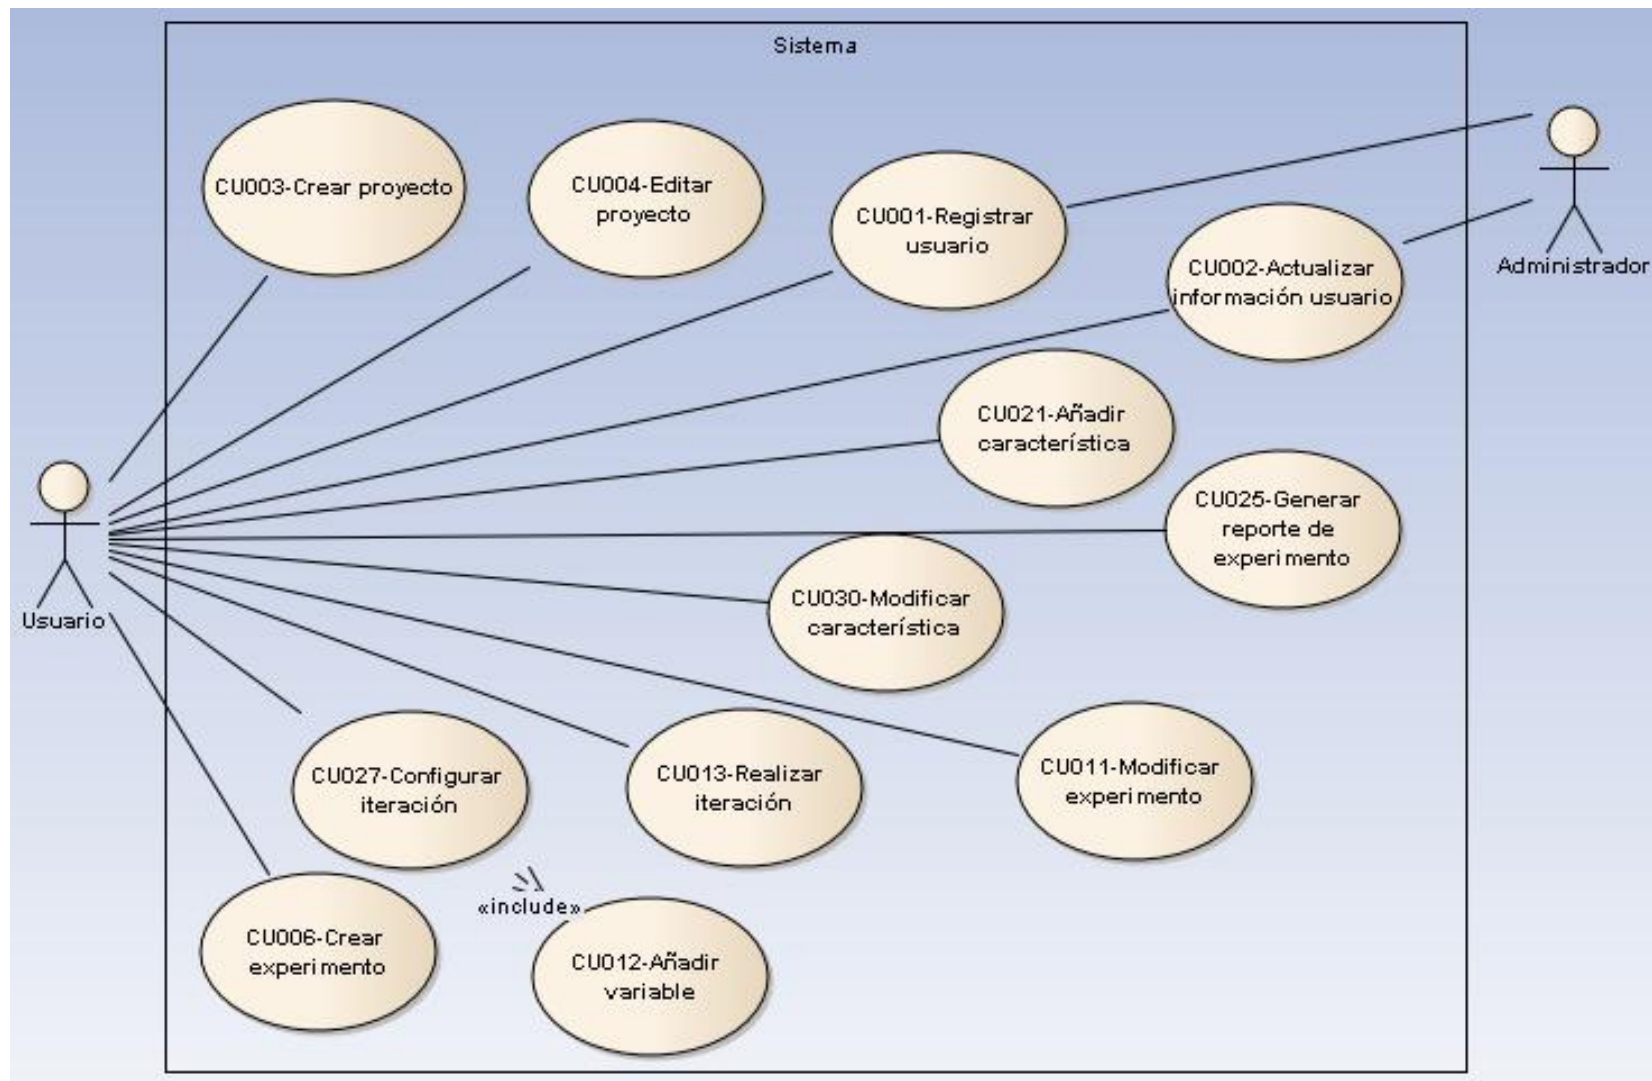 Sistema
CU003-Crear proyecto
CU004-Editar
proyecto
CU001-Registrar
usuario
CU002-Actualizar
información usuario
Administrador
CU021-Añadir
característica
CU025-Generar
reporte de
experimento
Usuario
CU030-Modificar
característica
CU027-Configurar
iteración
CU013-Realizar
iteración
CU011-Modificar
experimento
«include»
CU006-Crear
experimento
CU012-Añadir
variable